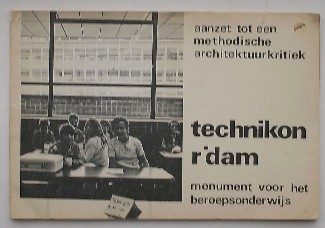 aanzet tot een
methodische
architektuurkritiek
technikon
r'dam
monument voor het
beroepsonderwijs